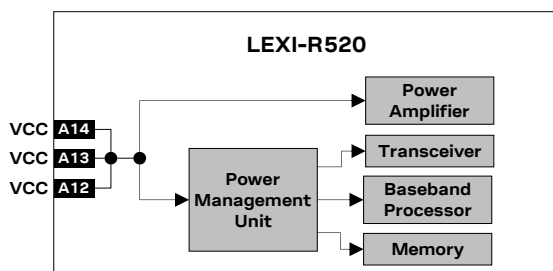 LEXI-R520
Power
Amplifier
VCC A14
Transceiver
VCC A13
Power
Management
Unit
Baseband
Processor
VCC A12
Memory